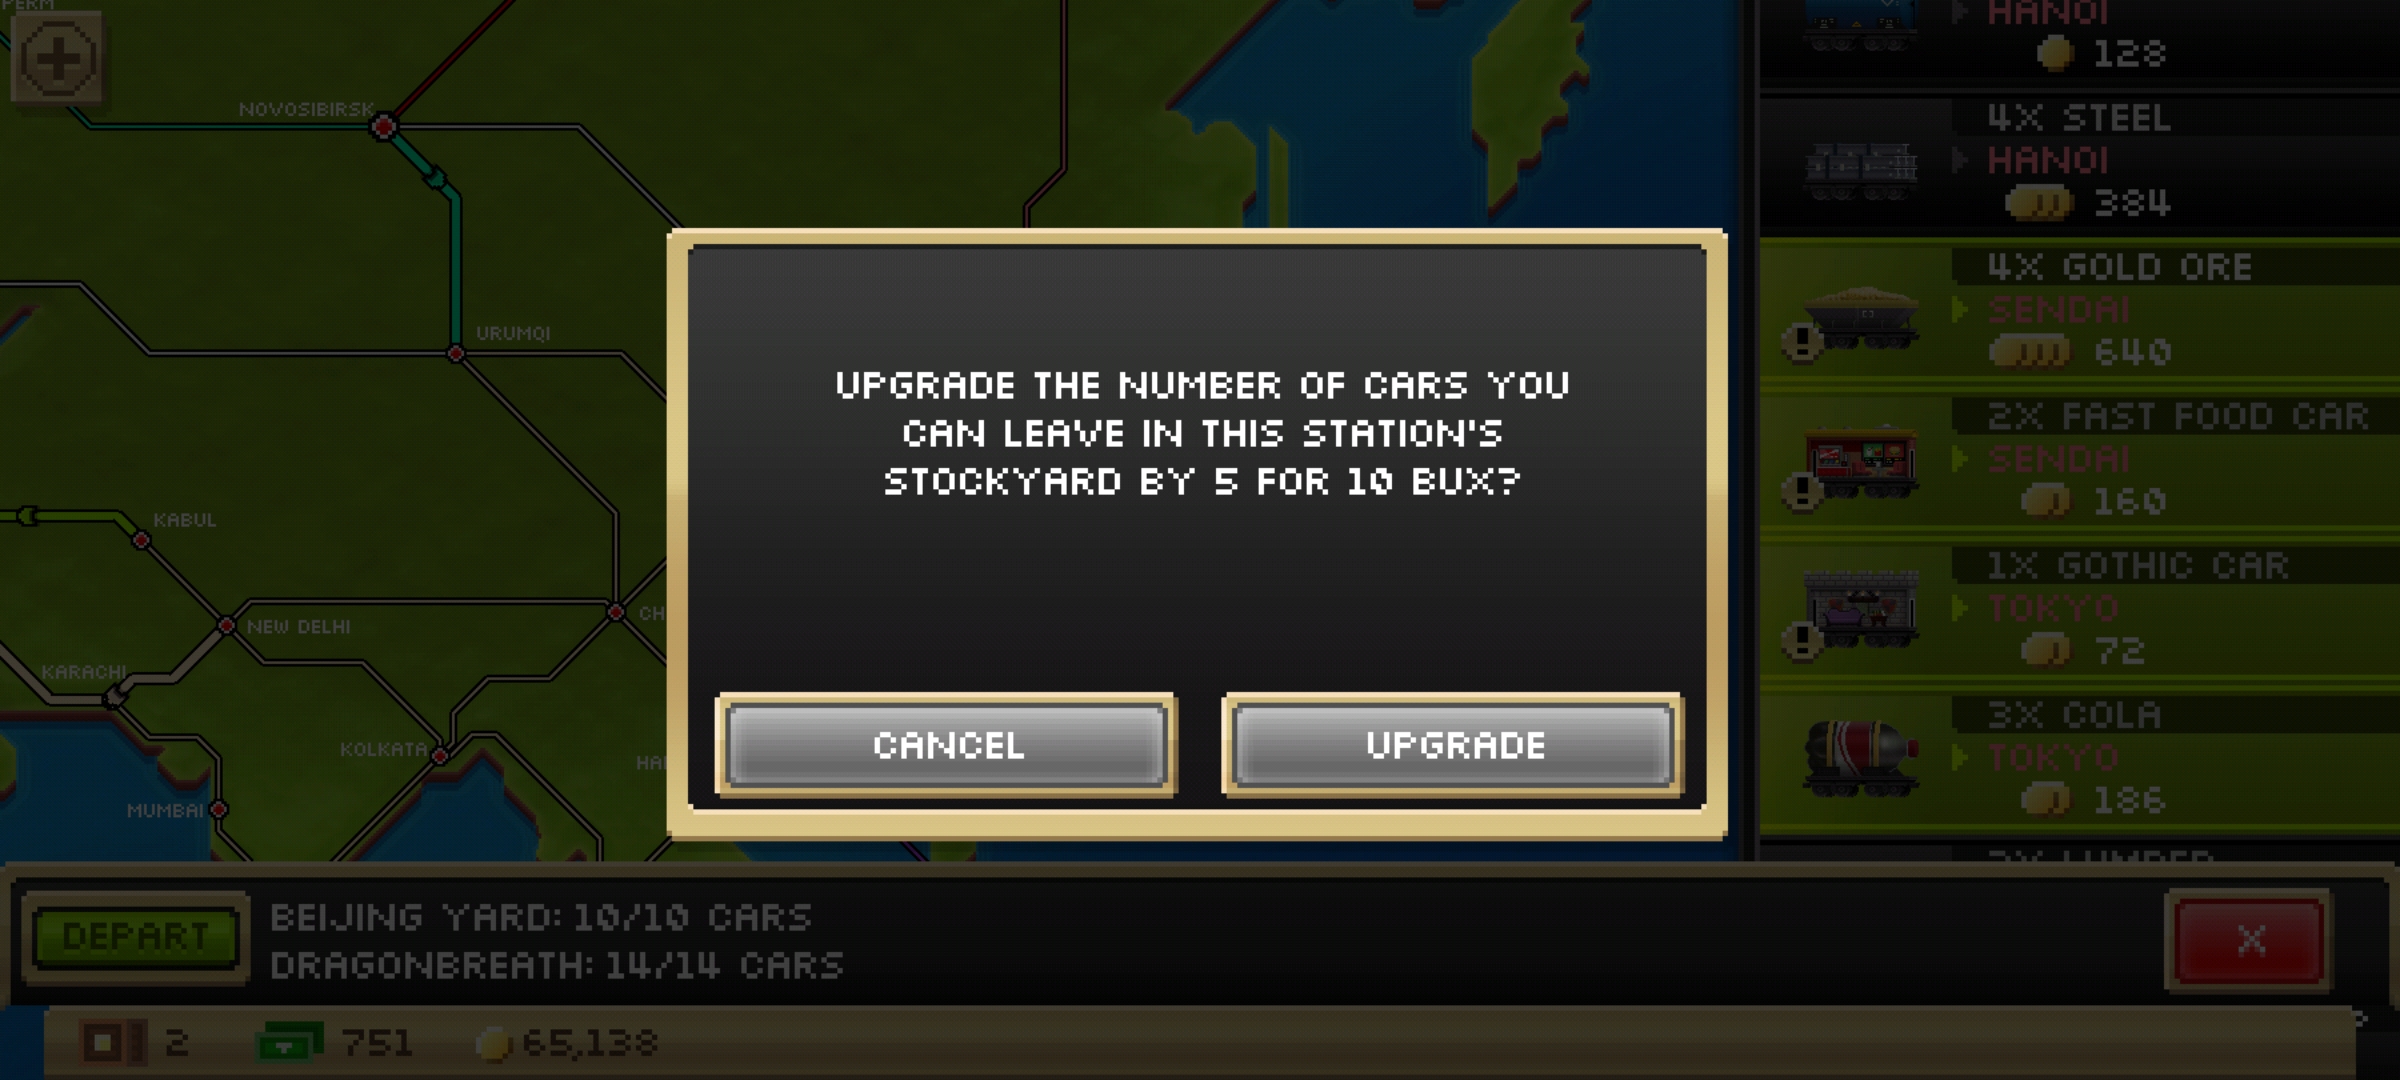 PERM
NOVOSIBIRSK
URUMQI
KABUL
NEW DELHI
CH
KARACHI
KOLKATA
HA
MUMBAI
HANOI
128
4X STEEL
HANOI
384
4X GOLD ORE
SENDAI
640
2X FAST FOOD CAR
SENDAI
160
1X GOTHIC CAR
TOKYO
72
3X COLA
TOKYO
186
UPGRADE THE NUMBER OF CARS YOU
CAN LEAVE IN THIS STATION'S
STOCKYARD BY 5 FOR 10 BUX?
CANCEL
UPGRADE
DEPART
BEIJING YARD: 10/10 CARS
DRAGONBREATH: 14/14 CARS
X
2
751
65,138